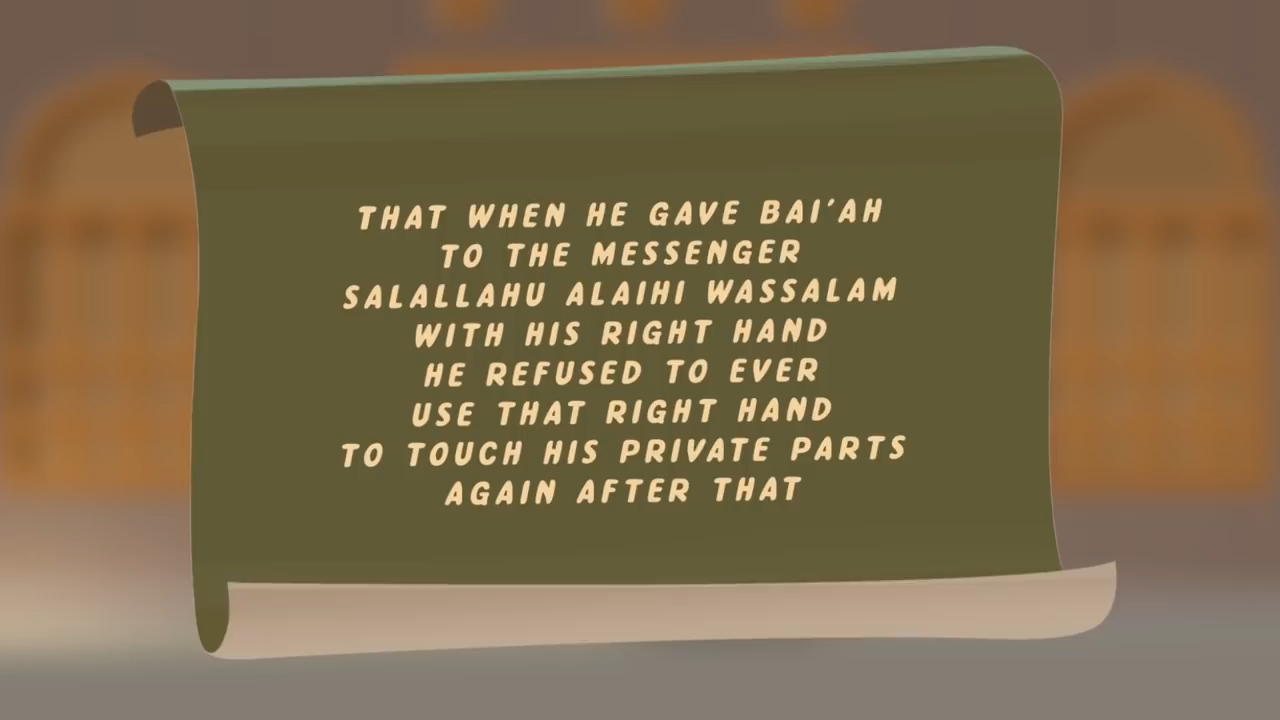 THAT WHEN HE GAVE BAI'AH
TO THE MESSENGER
SALALLAHU ALAIHI WASSALAM
WITH HIS RIGHT HAND
HE REFUSED TO EVER
USE THAT RIGHT HAND
TO TOUCH HIS PRIVATE PARTS
AGAIN AFTER THAT